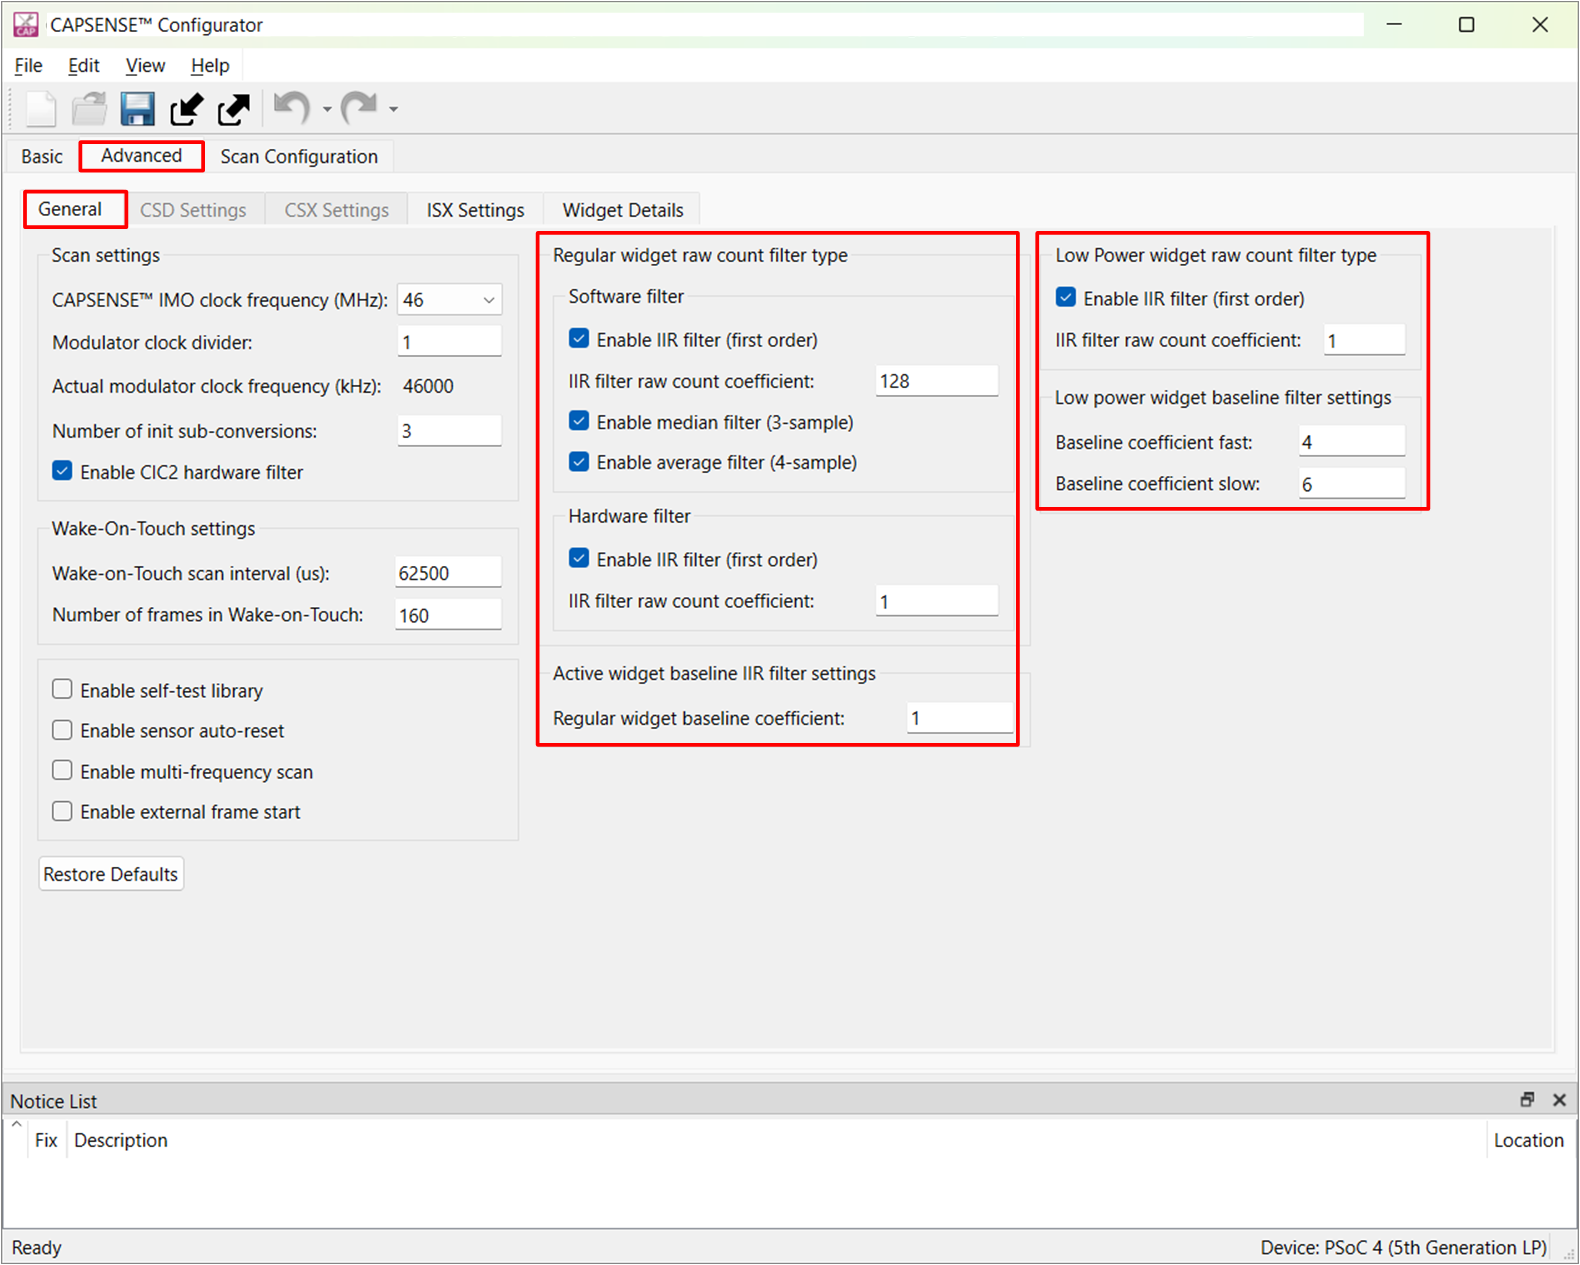 CAP
CAPSENSE™ Configurator
File Edit View Help
Basic Advanced Scan Configuration
General CSD Settings CSX Settings ISX Settings Widget Details
Scan settings
CAPSENSE™ IMO clock frequency (MHz): 46
Modulator clock divider: 1
Actual modulator clock frequency (kHz): 46000
Number of init sub-conversions: 3
Enable CIC2 hardware filter
Wake-On-Touch settings
Wake-on-Touch scan interval (us): 62500
Number of frames in Wake-on-Touch: 160
Enable self-test library
Enable sensor auto-reset
Enable multi-frequency scan
Enable external frame start
Restore Defaults
Regular widget raw count filter type
Software filter
Enable IIR filter (first order)
IIR filter raw count coefficient: 128
Enable median filter (3-sample)
Enable average filter (4-sample)
Hardware filter
Enable IIR filter (first order)
IIR filter raw count coefficient: 1
Active widget baseline IIR filter settings
Regular widget baseline coefficient: 1
Low Power widget raw count filter type
Enable IIR filter (first order)
IIR filter raw count coefficient: 1
Low power widget baseline filter settings
Baseline coefficient fast: 4
Baseline coefficient slow: 6
Notice List
Fix Description Location
Ready Device: PSoC 4 (5th Generation LP)